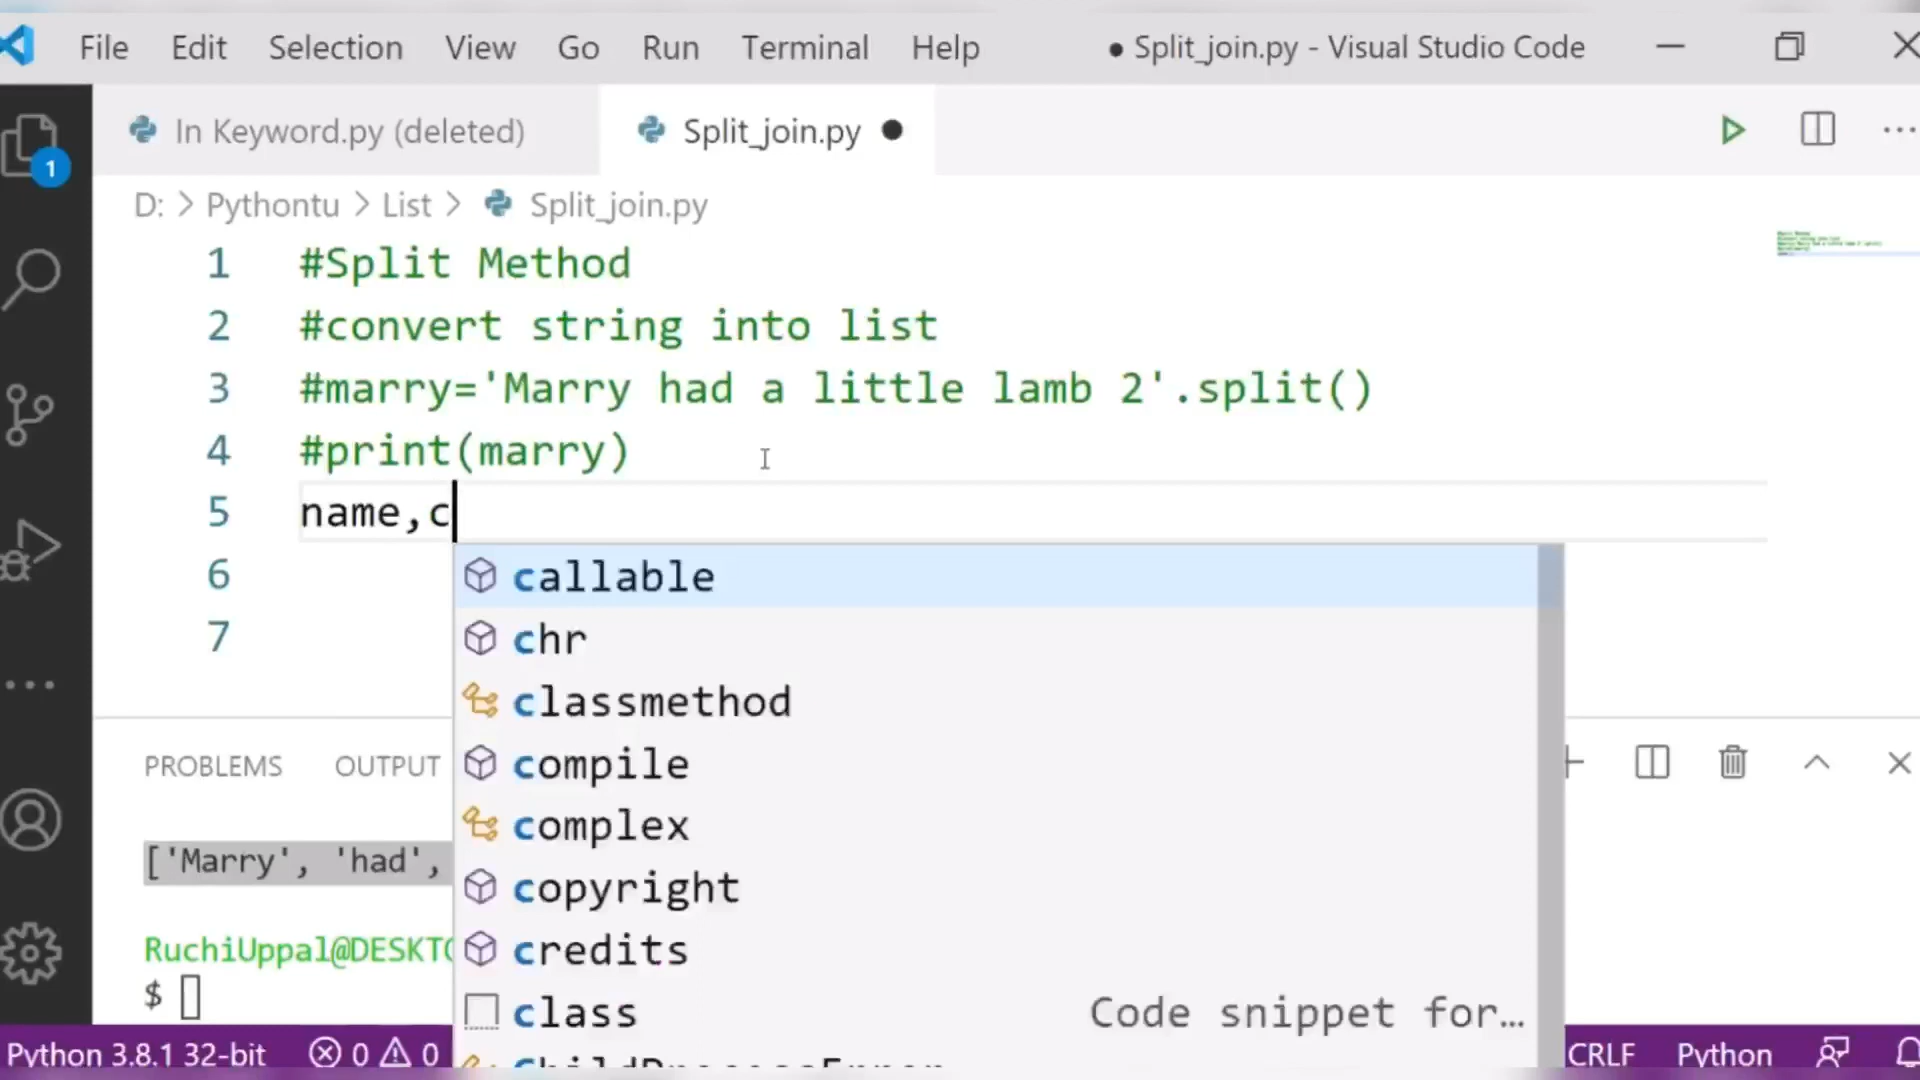 File Edit Selection View Go Run Terminal Help ● Split_join.py - Visual Studio Code
In Keyword.py (deleted) Split_join.py ●
1
D: > Pythontu > List > Split_join.py
1 #Split Method
2 #convert string into list
3 #marry='Marry had a little lamb 2'.split()
4 #print(marry)
5 name,c
6
7
callable
chr
classmethod
compile
complex
copyright
credits
class Code snippet for…
PROBLEMS OUTPUT
['Marry', 'had',
RuchiUppal@DESKTO
$
Python 3.8.1 32-bit 0 0 CRLF Python